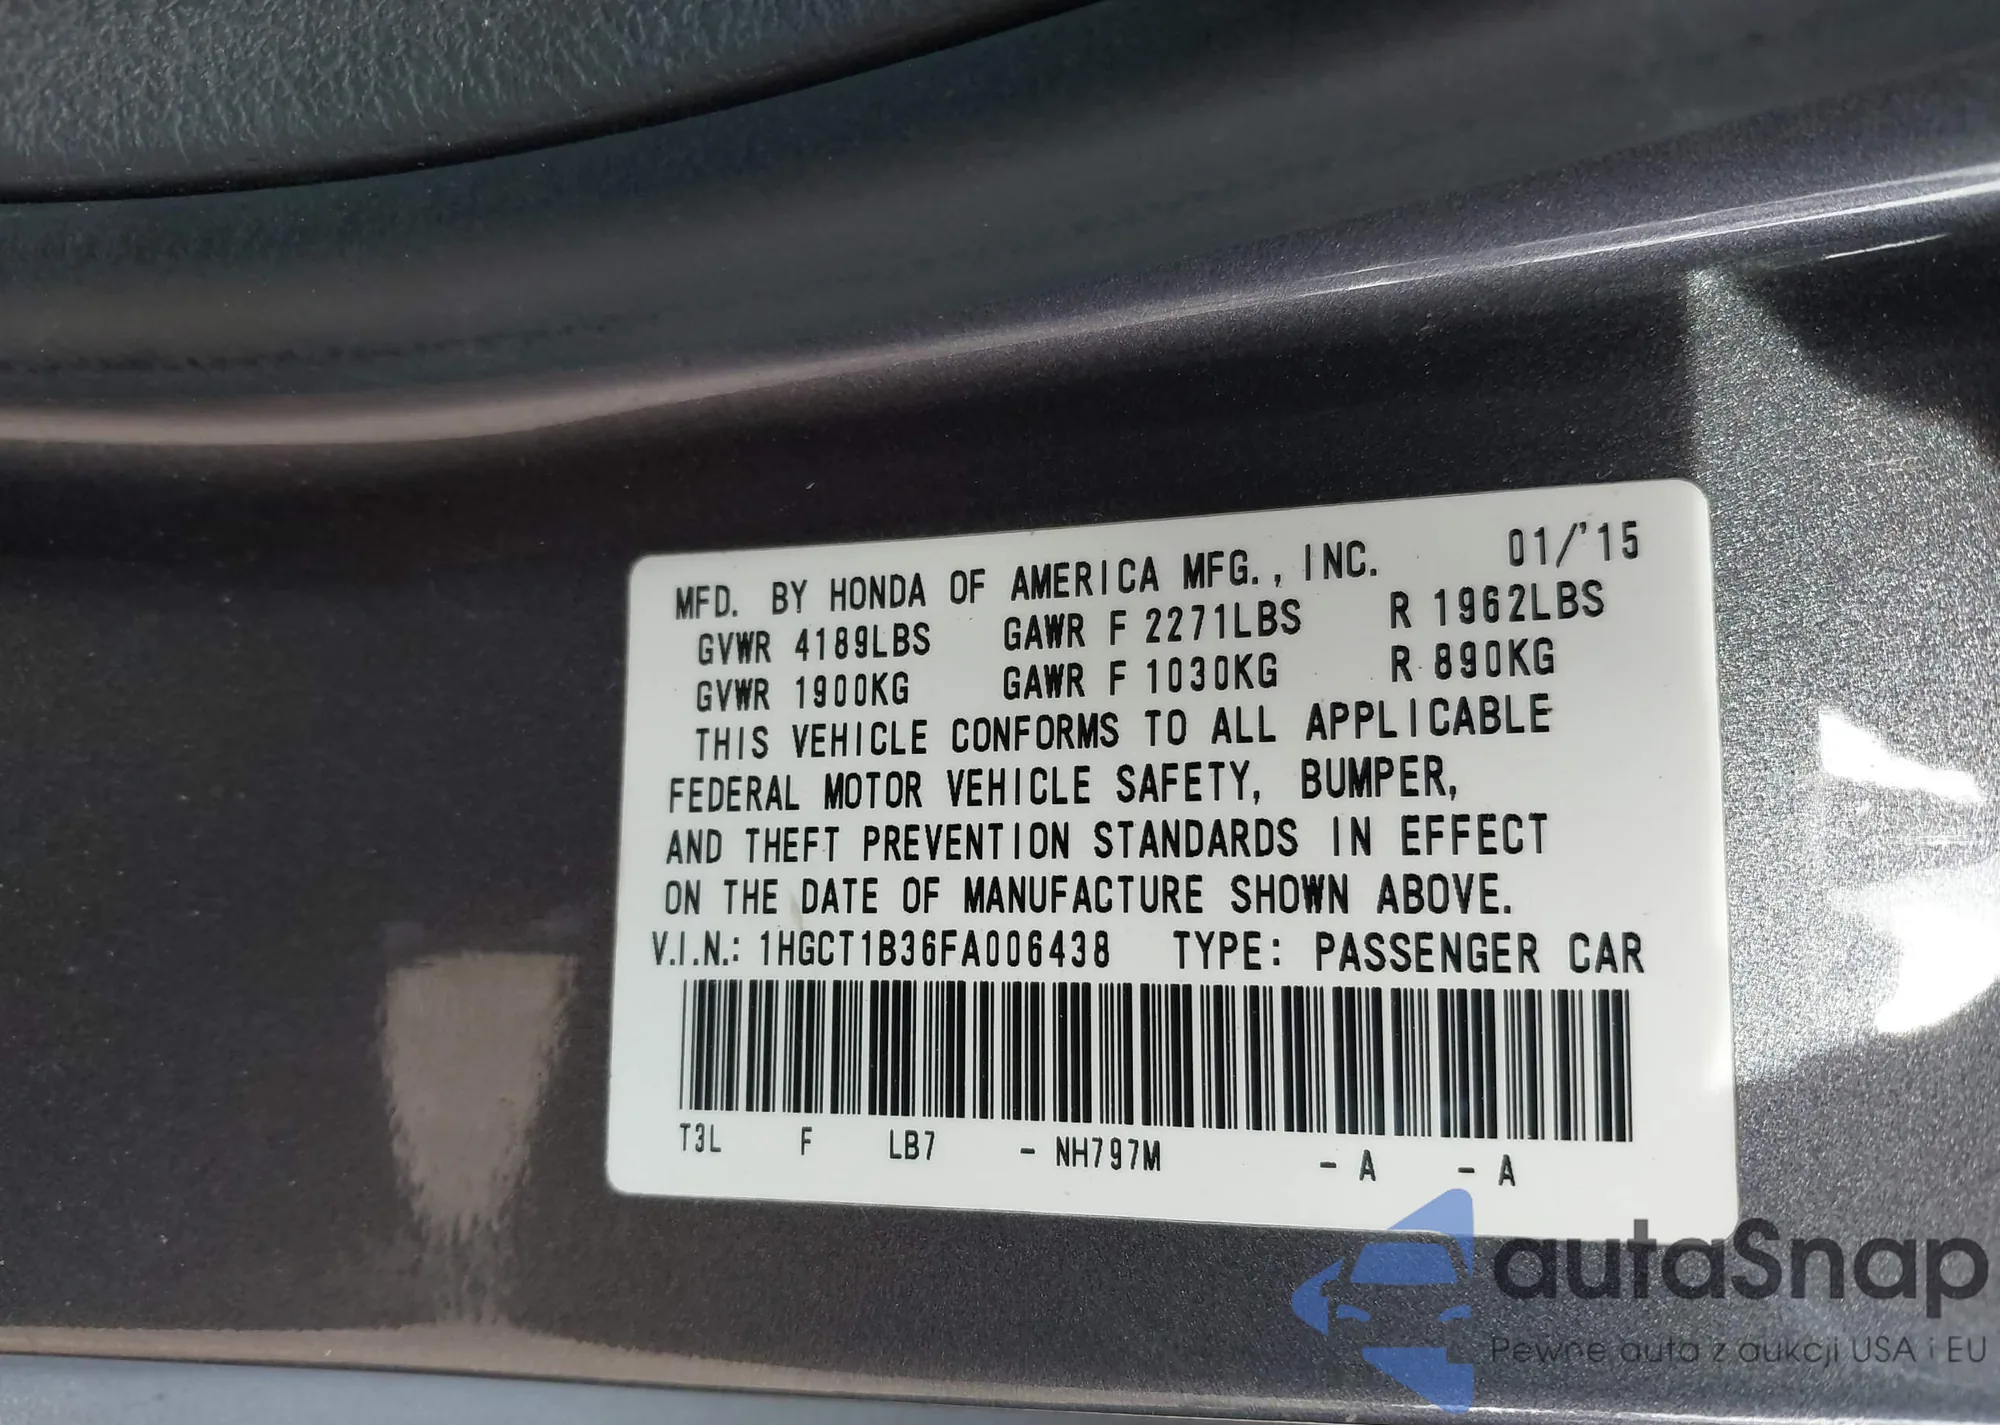 MFD. BY HONDA OF AMERICA MFG., INC. 01/'15
GVWR 4189LBS GAWR F 2271LBS R 1962LBS
GVWR 1900KG GAWR F 1030KG R 890KG
THIS VEHICLE CONFORMS TO ALL APPLICABLE
FEDERAL MOTOR VEHICLE SAFETY, BUMPER,
AND THEFT PREVENTION STANDARDS IN EFFECT
ON THE DATE OF MANUFACTURE SHOWN ABOVE.
V.I.N.: 1HGCT1B36FA006438 TYPE: PASSENGER CAR
T3L F LB7 - NH797M - A - A
autaSnap
Pewne auta z aukcji USA i EU